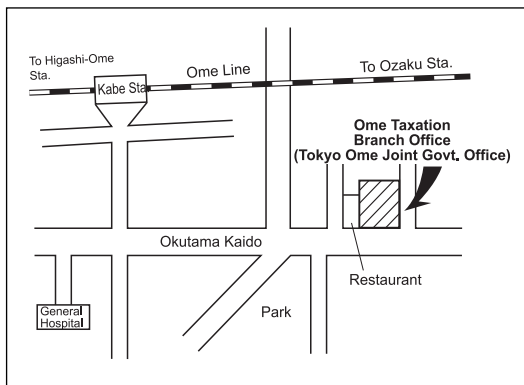 To Higashi-Ome
Sta.
Kabe Sta
Ome Line
To Ozaku Sta.
Ome Taxation
Branch Office
(Tokyo Ome Joint Govt. Office)
Okutama Kaido
Restaurant
General
Hospital
Park